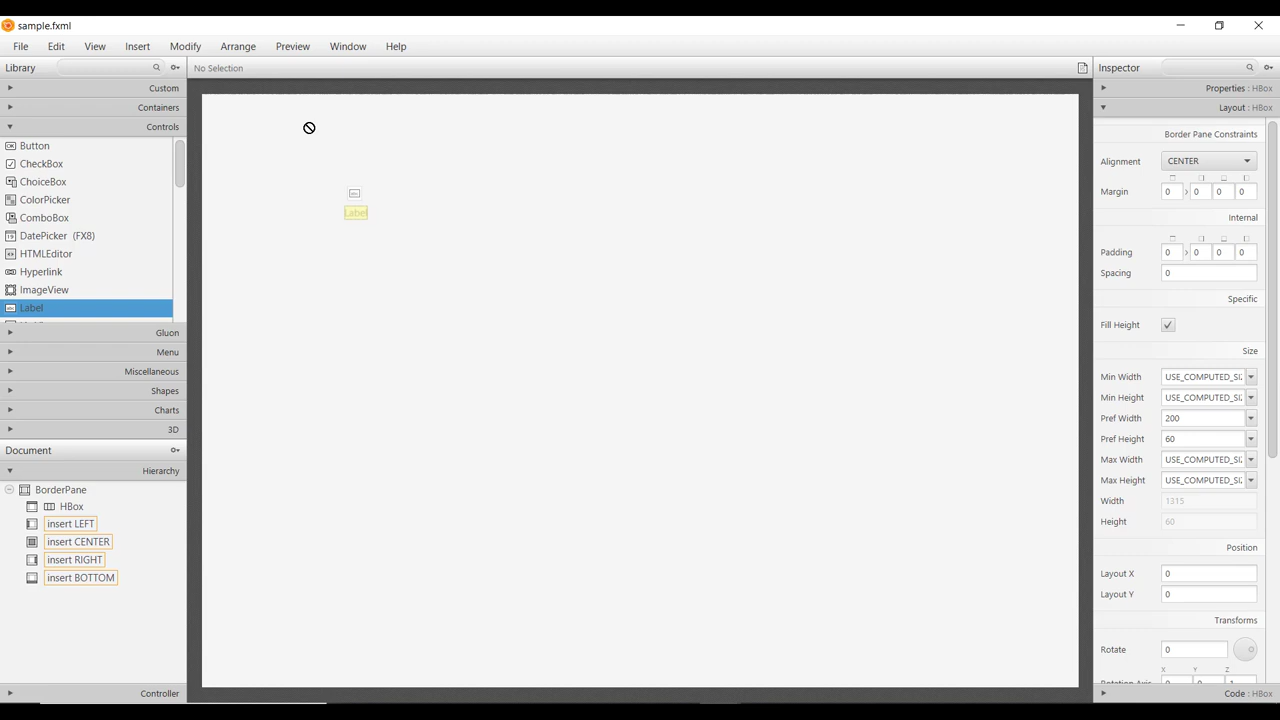 sample.fxml
File Edit View Insert Modify Arrange Preview Window Help
Library
No Selection
Inspector
Custom
Containers
Controls
Button
CheckBox
ChoiceBox
ColorPicker
ComboBox
DatePicker (FX8)
HTMLEditor
Hyperlink
ImageView
Label
Gluon
Menu
Miscellaneous
Shapes
Charts
3D
Document
Hierarchy
BorderPane
HBox
insert LEFT
insert CENTER
insert RIGHT
insert BOTTOM
Controller
Label
Properties : HBox
Layout : HBox
Border Pane Constraints
Alignment CENTER
Margin 0 0 0 0
Internal
Padding 0 0 0 0
Spacing 0
Specific
Fill Height
Size
Min Width USE_COMPUTED_SI
Min Height USE_COMPUTED_SI
Pref Width 200
Pref Height 60
Max Width USE_COMPUTED_SI
Max Height USE_COMPUTED_SI
Width 1315
Height 60
Position
Layout X 0
Layout Y 0
Transforms
Rotate 0
X Y Z
Code : HBox